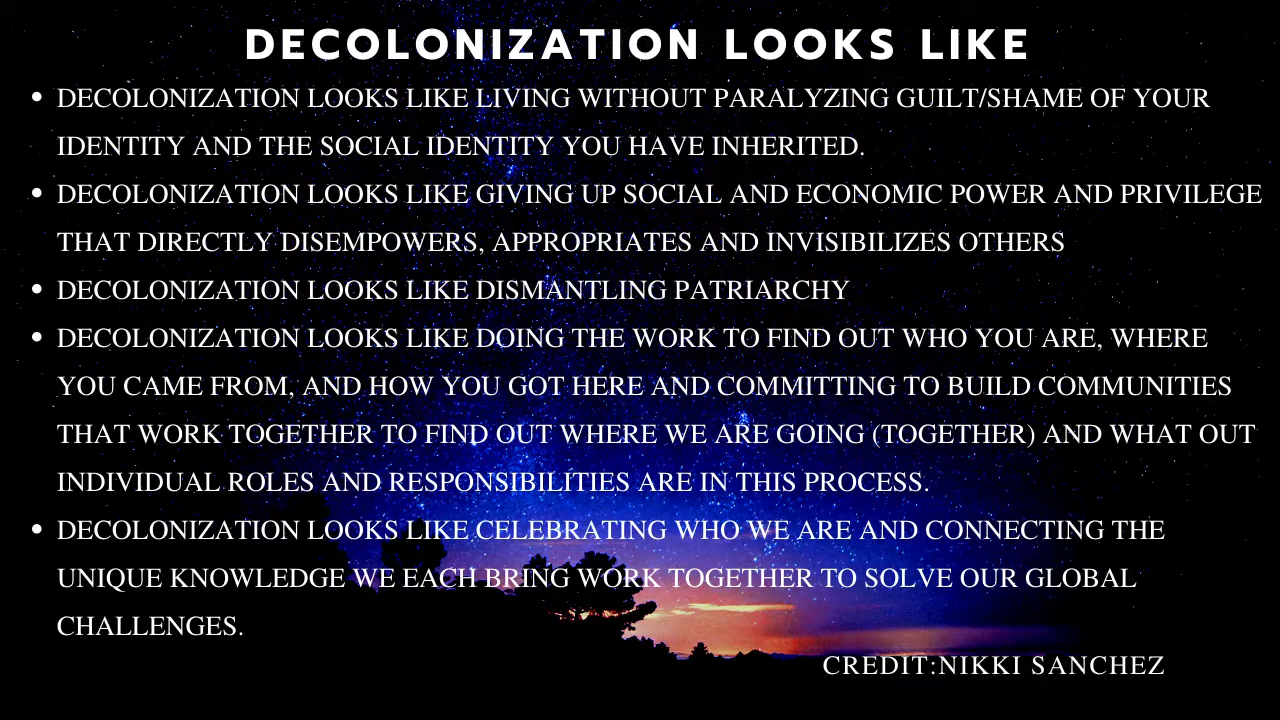 DECOLONIZATION LOOKS LIKE
• DECOLONIZATION LOOKS LIKE LIVING WITHOUT PARALYZING GUILT/SHAME OF YOUR
IDENTITY AND THE SOCIAL IDENTITY YOU HAVE INHERITED.
• DECOLONIZATION LOOKS LIKE GIVING UP SOCIAL AND ECONOMIC POWER AND PRIVILEGE
THAT DIRECTLY DISEMPOWERS, APPROPRIATES AND INVISIBILIZES OTHERS
• DECOLONIZATION LOOKS LIKE DISMANTLING PATRIARCHY
• DECOLONIZATION LOOKS LIKE DOING THE WORK TO FIND OUT WHO YOU ARE, WHERE
YOU CAME FROM, AND HOW YOU GOT HERE AND COMMITTING TO BUILD COMMUNITIES
THAT WORK TOGETHER TO FIND OUT WHERE WE ARE GOING (TOGETHER) AND WHAT OUT
INDIVIDUAL ROLES AND RESPONSIBILITIES ARE IN THIS PROCESS.
• DECOLONIZATION LOOKS LIKE CELEBRATING WHO WE ARE AND CONNECTING THE
UNIQUE KNOWLEDGE WE EACH BRING WORK TOGETHER TO SOLVE OUR GLOBAL
CHALLENGES.
CREDIT:NIKKI SANCHEZ